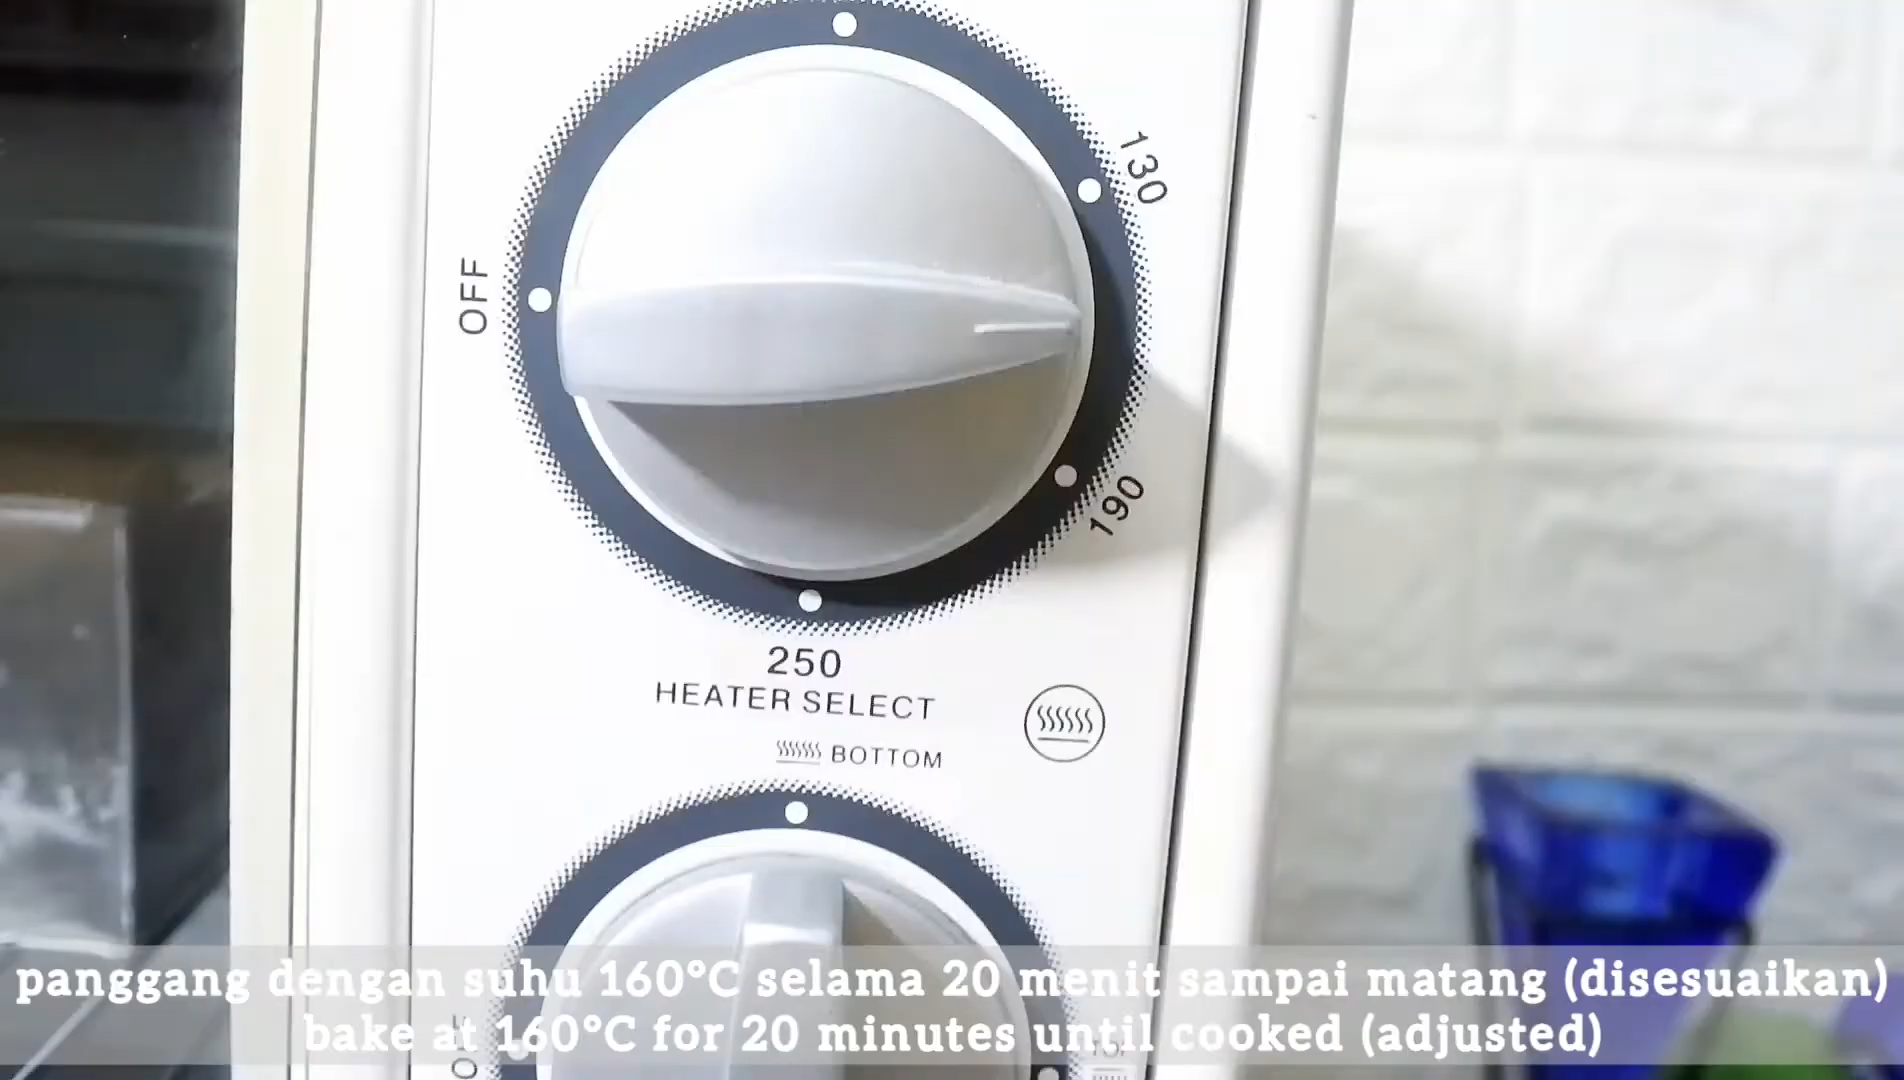 130
OFF
190
250
HEATER SELECT
BOTTOM
panggang dengan suhu 160°C selama 20 menit sampai matang (disesuaikan)
bake at 160°C for 20 minutes until cooked (adjusted)